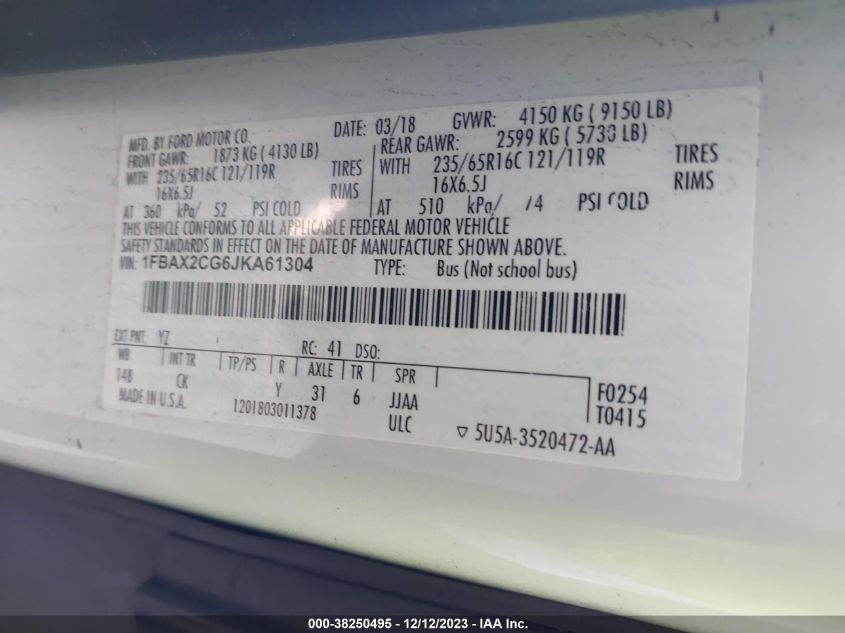 MFD. BY FORD MOTOR CO. DATE: 03/18 GVWR: 4150 KG ( 9150 LB)
FRONT GAWR: 1873 KG ( 4130 LB) REAR GAWR: 2599 KG ( 5730 LB)
WITH 235/65R16C 121/119R TIRES WITH 235/65R16C 121/119R TIRES
16X6.5J RIMS 16X6.5J RIMS
AT 360 kPa/ 52 PSI COLD AT 510 kPa/ 74 PSI COLD
THIS VEHICLE CONFORMS TO ALL APPLICABLE FEDERAL MOTOR VEHICLE
SAFETY STANDARDS IN EFFECT ON THE DATE OF MANUFACTURE SHOWN ABOVE.
VIN: 1FBAX2CG6JKA61304 TYPE: Bus (Not school bus)
EXT PNT: YZ RC: 41 DSO:
WB INT TR TP/PS R AXLE TR SPR
148 CK Y 31 6 JJAA F0254
MADE IN U.S.A. 1201803011378 ULC T0415
▽ 5U5A-3520472-AA
000-38250495 - 12/12/2023 - IAA Inc.